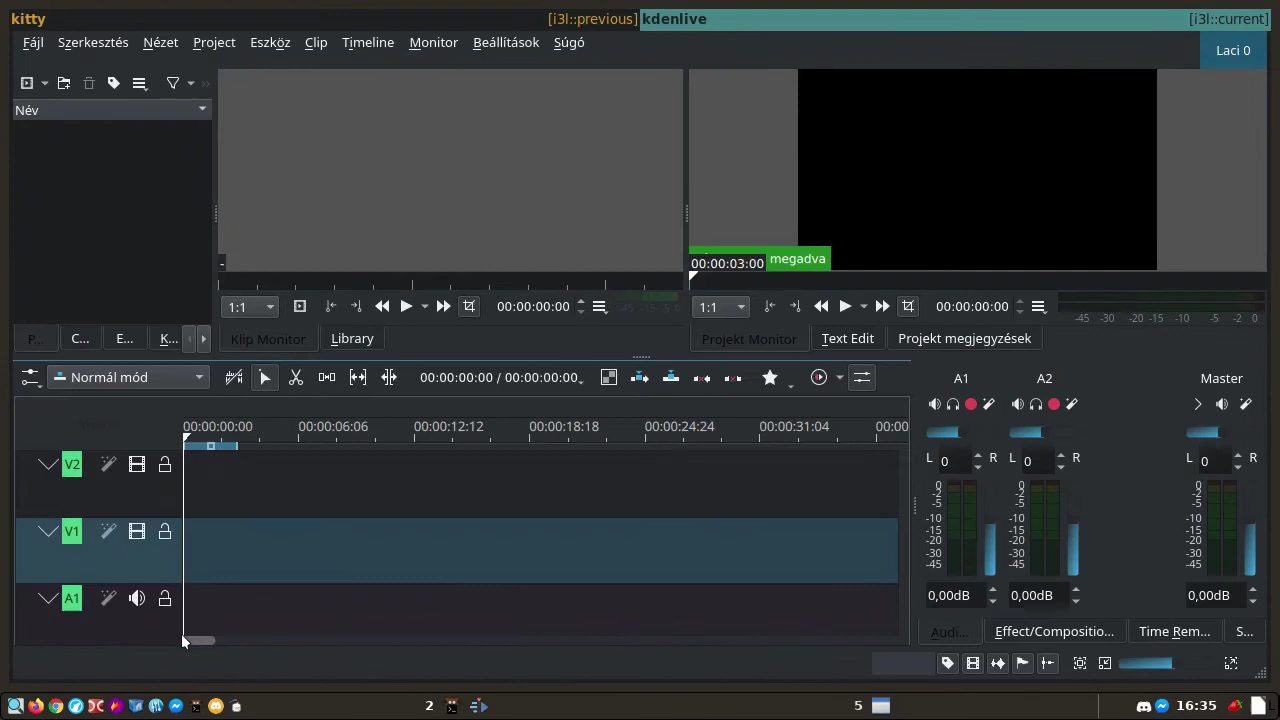 kitty [i3l::previous] kdenlive [i3l::current]
Fájl Szerkesztés Nézet Project Eszköz Clip Timeline Monitor Beállítások Súgó Laci 0
Név
- 00:00:03:00 megadva
1:1 00:00:00:00 -45 -15 -5 0 1:1 00:00:00:00 -45 -30 -20 -15 -10 -5 -2 0
P... C... E... K... Klip Monitor Library Projekt Monitor Text Edit Projekt megjegyzések
Normál mód 00:00:00:00 / 00:00:00:00 A1 A2 Master
00:00:00:00 00:00:06:06 00:00:12:12 00:00:18:18 00:00:24:24 00:00:31:04 00:00
V2 L 0 R L 0 R L 0 R
0 0 0
-2 -2 -2
-5 -5 -5
-10 -10 -10
V1 -15 -15 -15
-20 -20 -20
-30 -30 -30
-45 -45 -45
A1 0,00dB 0,00dB 0,00dB
Audi... Effect/Compositio... Time Rem... S...
2 5 16:35